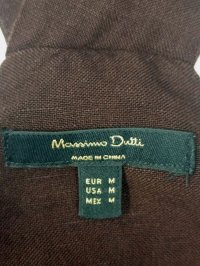 Massimo Dutti
MADE IN CHINA
EUR M
USA M
MEX M